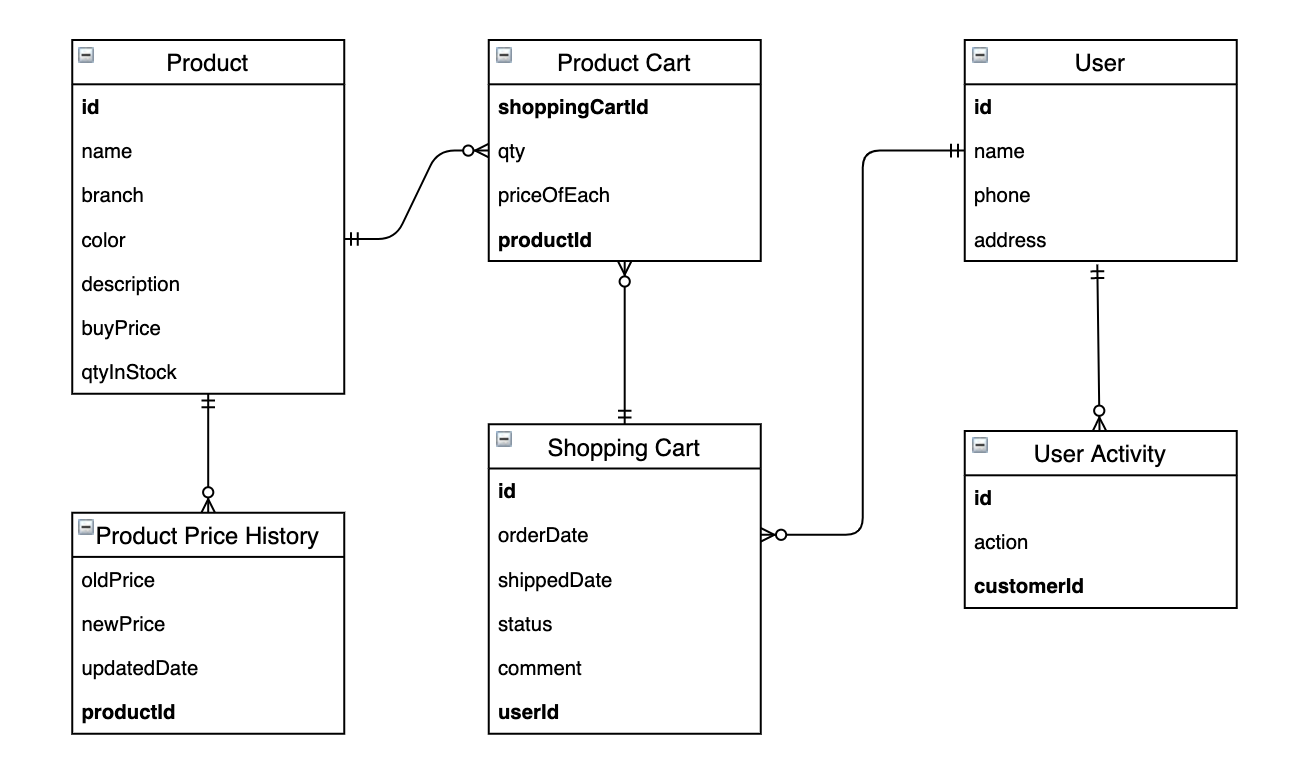 Product
id
name
branch
color
description
buyPrice
qtyInStock
Product Cart
shoppingCartId
qty
priceOfEach
productId
User
id
name
phone
address
Product Price History
oldPrice
newPrice
updatedDate
productId
Shopping Cart
id
orderDate
shippedDate
status
comment
userId
User Activity
id
action
customerId